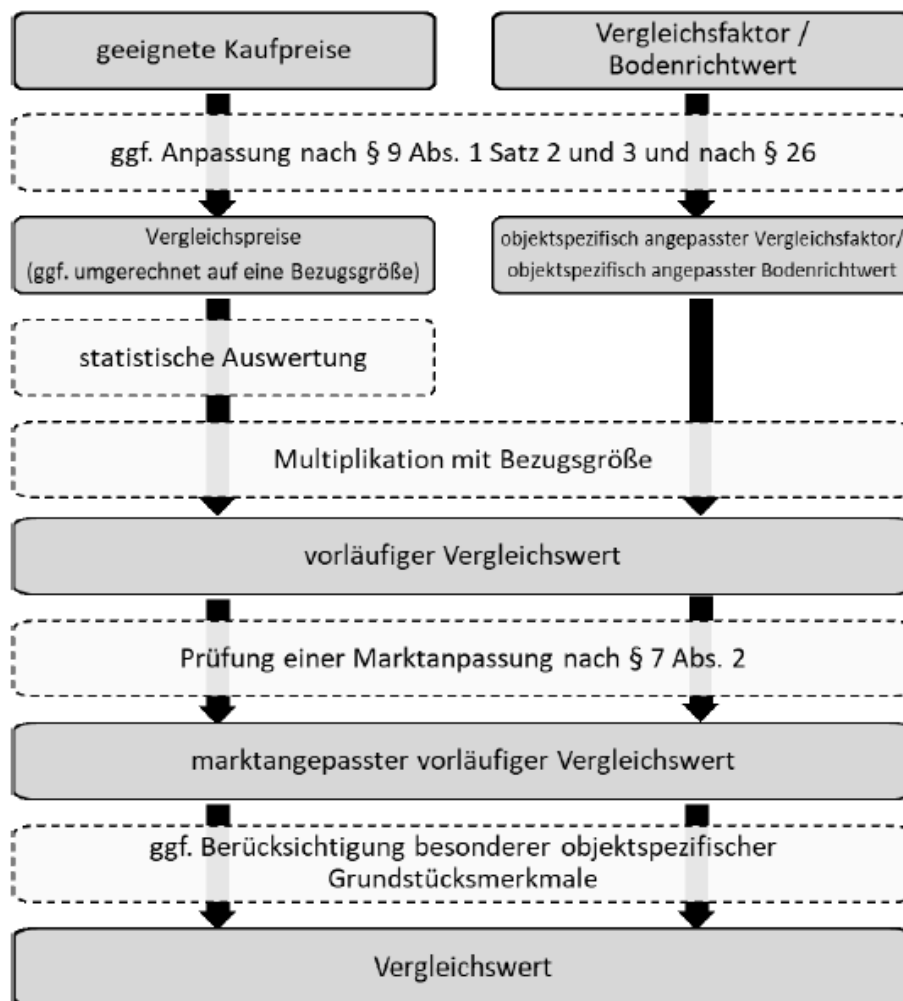 geeignete Kaufpreise
Vergleichsfaktor /
Bodenrichtwert
ggf. Anpassung nach § 9 Abs. 1 Satz 2 und 3 und nach § 26
Vergleichspreise
(ggf. umgerechnet auf eine Bezugsgröße)
objektspezifisch angepasster Vergleichsfaktor/
objektspezifisch angepasster Bodenrichtwert
statistische Auswertung
Multiplikation mit Bezugsgröße
vorläufiger Vergleichswert
Prüfung einer Marktanpassung nach § 7 Abs. 2
marktangepasster vorläufiger Vergleichswert
ggf. Berücksichtigung besonderer objektspezifischer
Grundstücksmerkmale
Vergleichswert